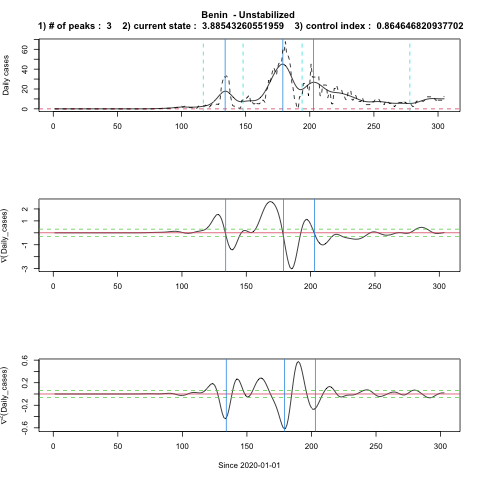 Benin - Unstabilized
1) # of peaks : 3 2) current state : 3.88543260551959 3) control index : 0.864646820937702
Daily cases
60
40
20
0
0 50 100 150 200 250 300
∇(Daily_cases)
2
1
-1
-3
0 50 100 150 200 250 300
∇²(Daily_cases)
0.6
0.2
-0.2
-0.6
0 50 100 150 200 250 300
Since 2020-01-01